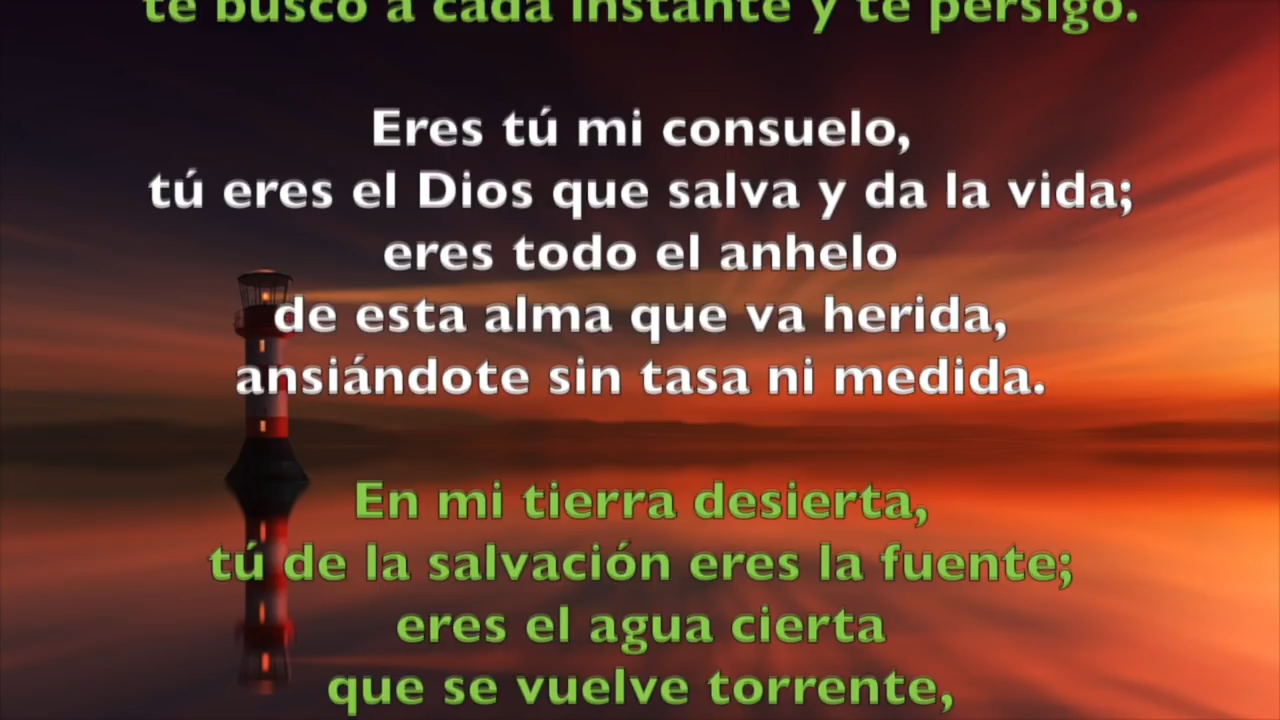 te busco a cada instante y te persigo.
Eres tú mi consuelo,
tú eres el Dios que salva y da la vida;
eres todo el anhelo
de esta alma que va herida,
ansiándote sin tasa ni medida.
En mi tierra desierta,
tú de la salvación eres la fuente;
eres el agua cierta
que se vuelve torrente,